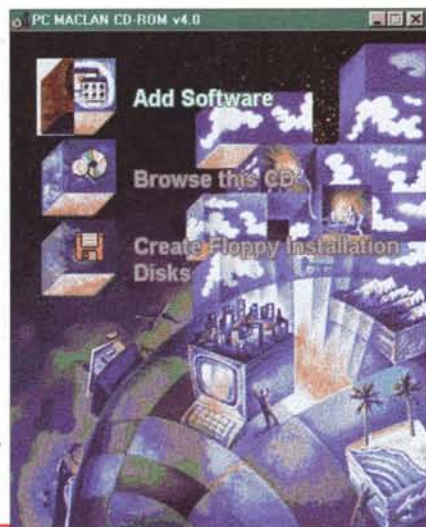 PC MACLAN CD-ROM v4.0
Add Software
Browse this CD
Create Floppy Installation
Disks